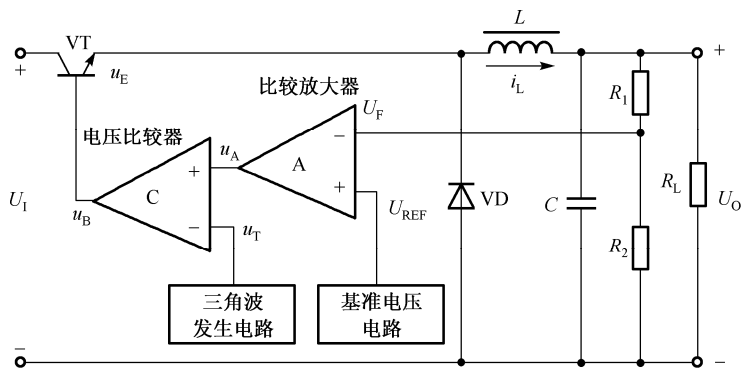 L
VT
+
u_E
i_L
+
比较放大器
U_F
R_1
电压比较器
u_A
−
A
+
C
+
−
U_I
u_B
u_T
U_REF
VD
C
R_L
U_O
R_2
三角波
发生电路
基准电压
电路
−
−